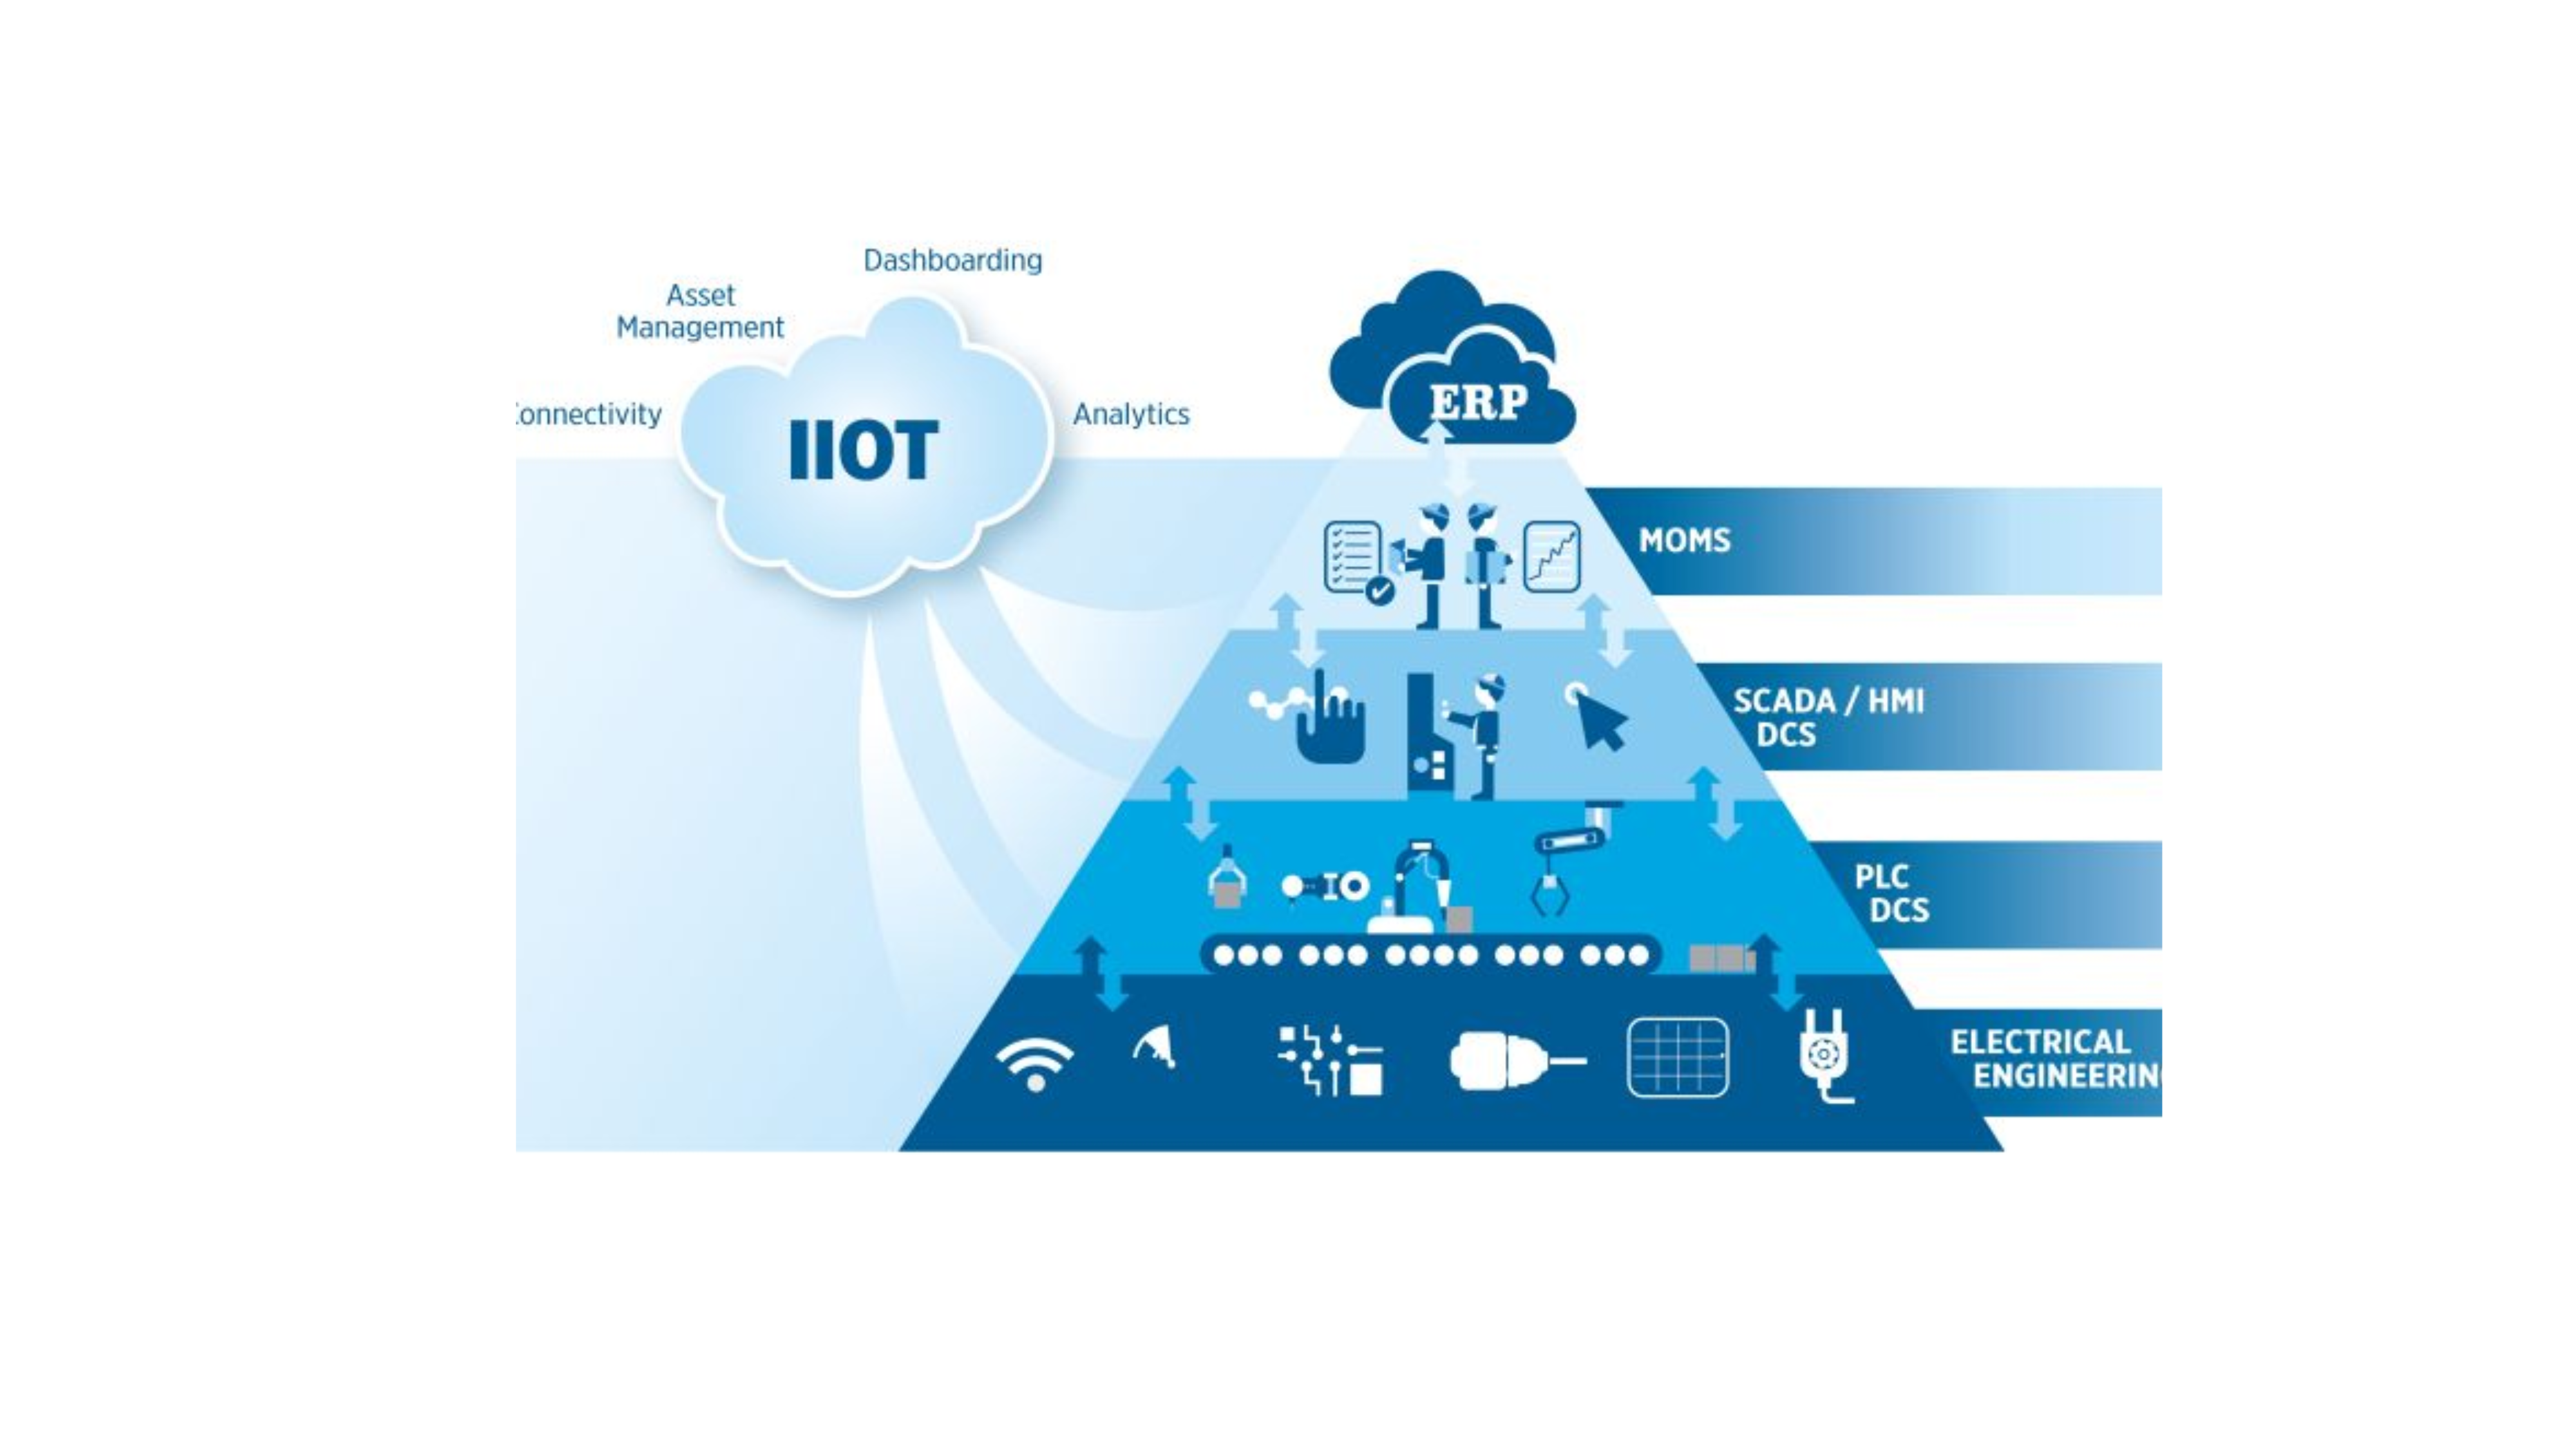 Dashboarding
Asset
Management
onnectivity
IIOT
Analytics
ERP
MOMS
SCADA / HMI
DCS
PLC
DCS
ELECTRICAL
ENGINEERIN